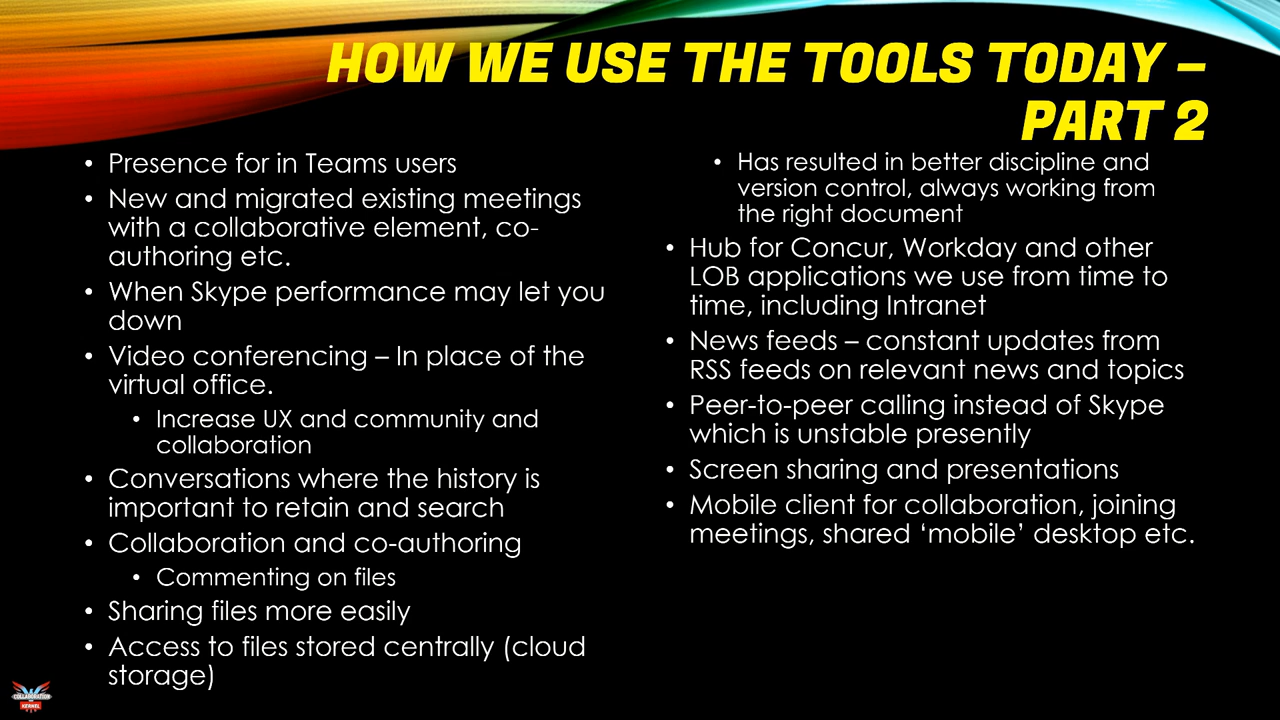 HOW WE USE THE TOOLS TODAY –
PART 2
• Presence for in Teams users
• New and migrated existing meetings
with a collaborative element, co-
authoring etc.
• When Skype performance may let you
down
• Video conferencing – In place of the
virtual office.
• Increase UX and community and
collaboration
• Conversations where the history is
important to retain and search
• Collaboration and co-authoring
• Commenting on files
• Sharing files more easily
• Access to files stored centrally (cloud
storage)
• Has resulted in better discipline and
version control, always working from
the right document
• Hub for Concur, Workday and other
LOB applications we use from time to
time, including Intranet
• News feeds – constant updates from
RSS feeds on relevant news and topics
• Peer-to-peer calling instead of Skype
which is unstable presently
• Screen sharing and presentations
• Mobile client for collaboration, joining
meetings, shared ‘mobile’ desktop etc.
COLLABORATION
KERNEL